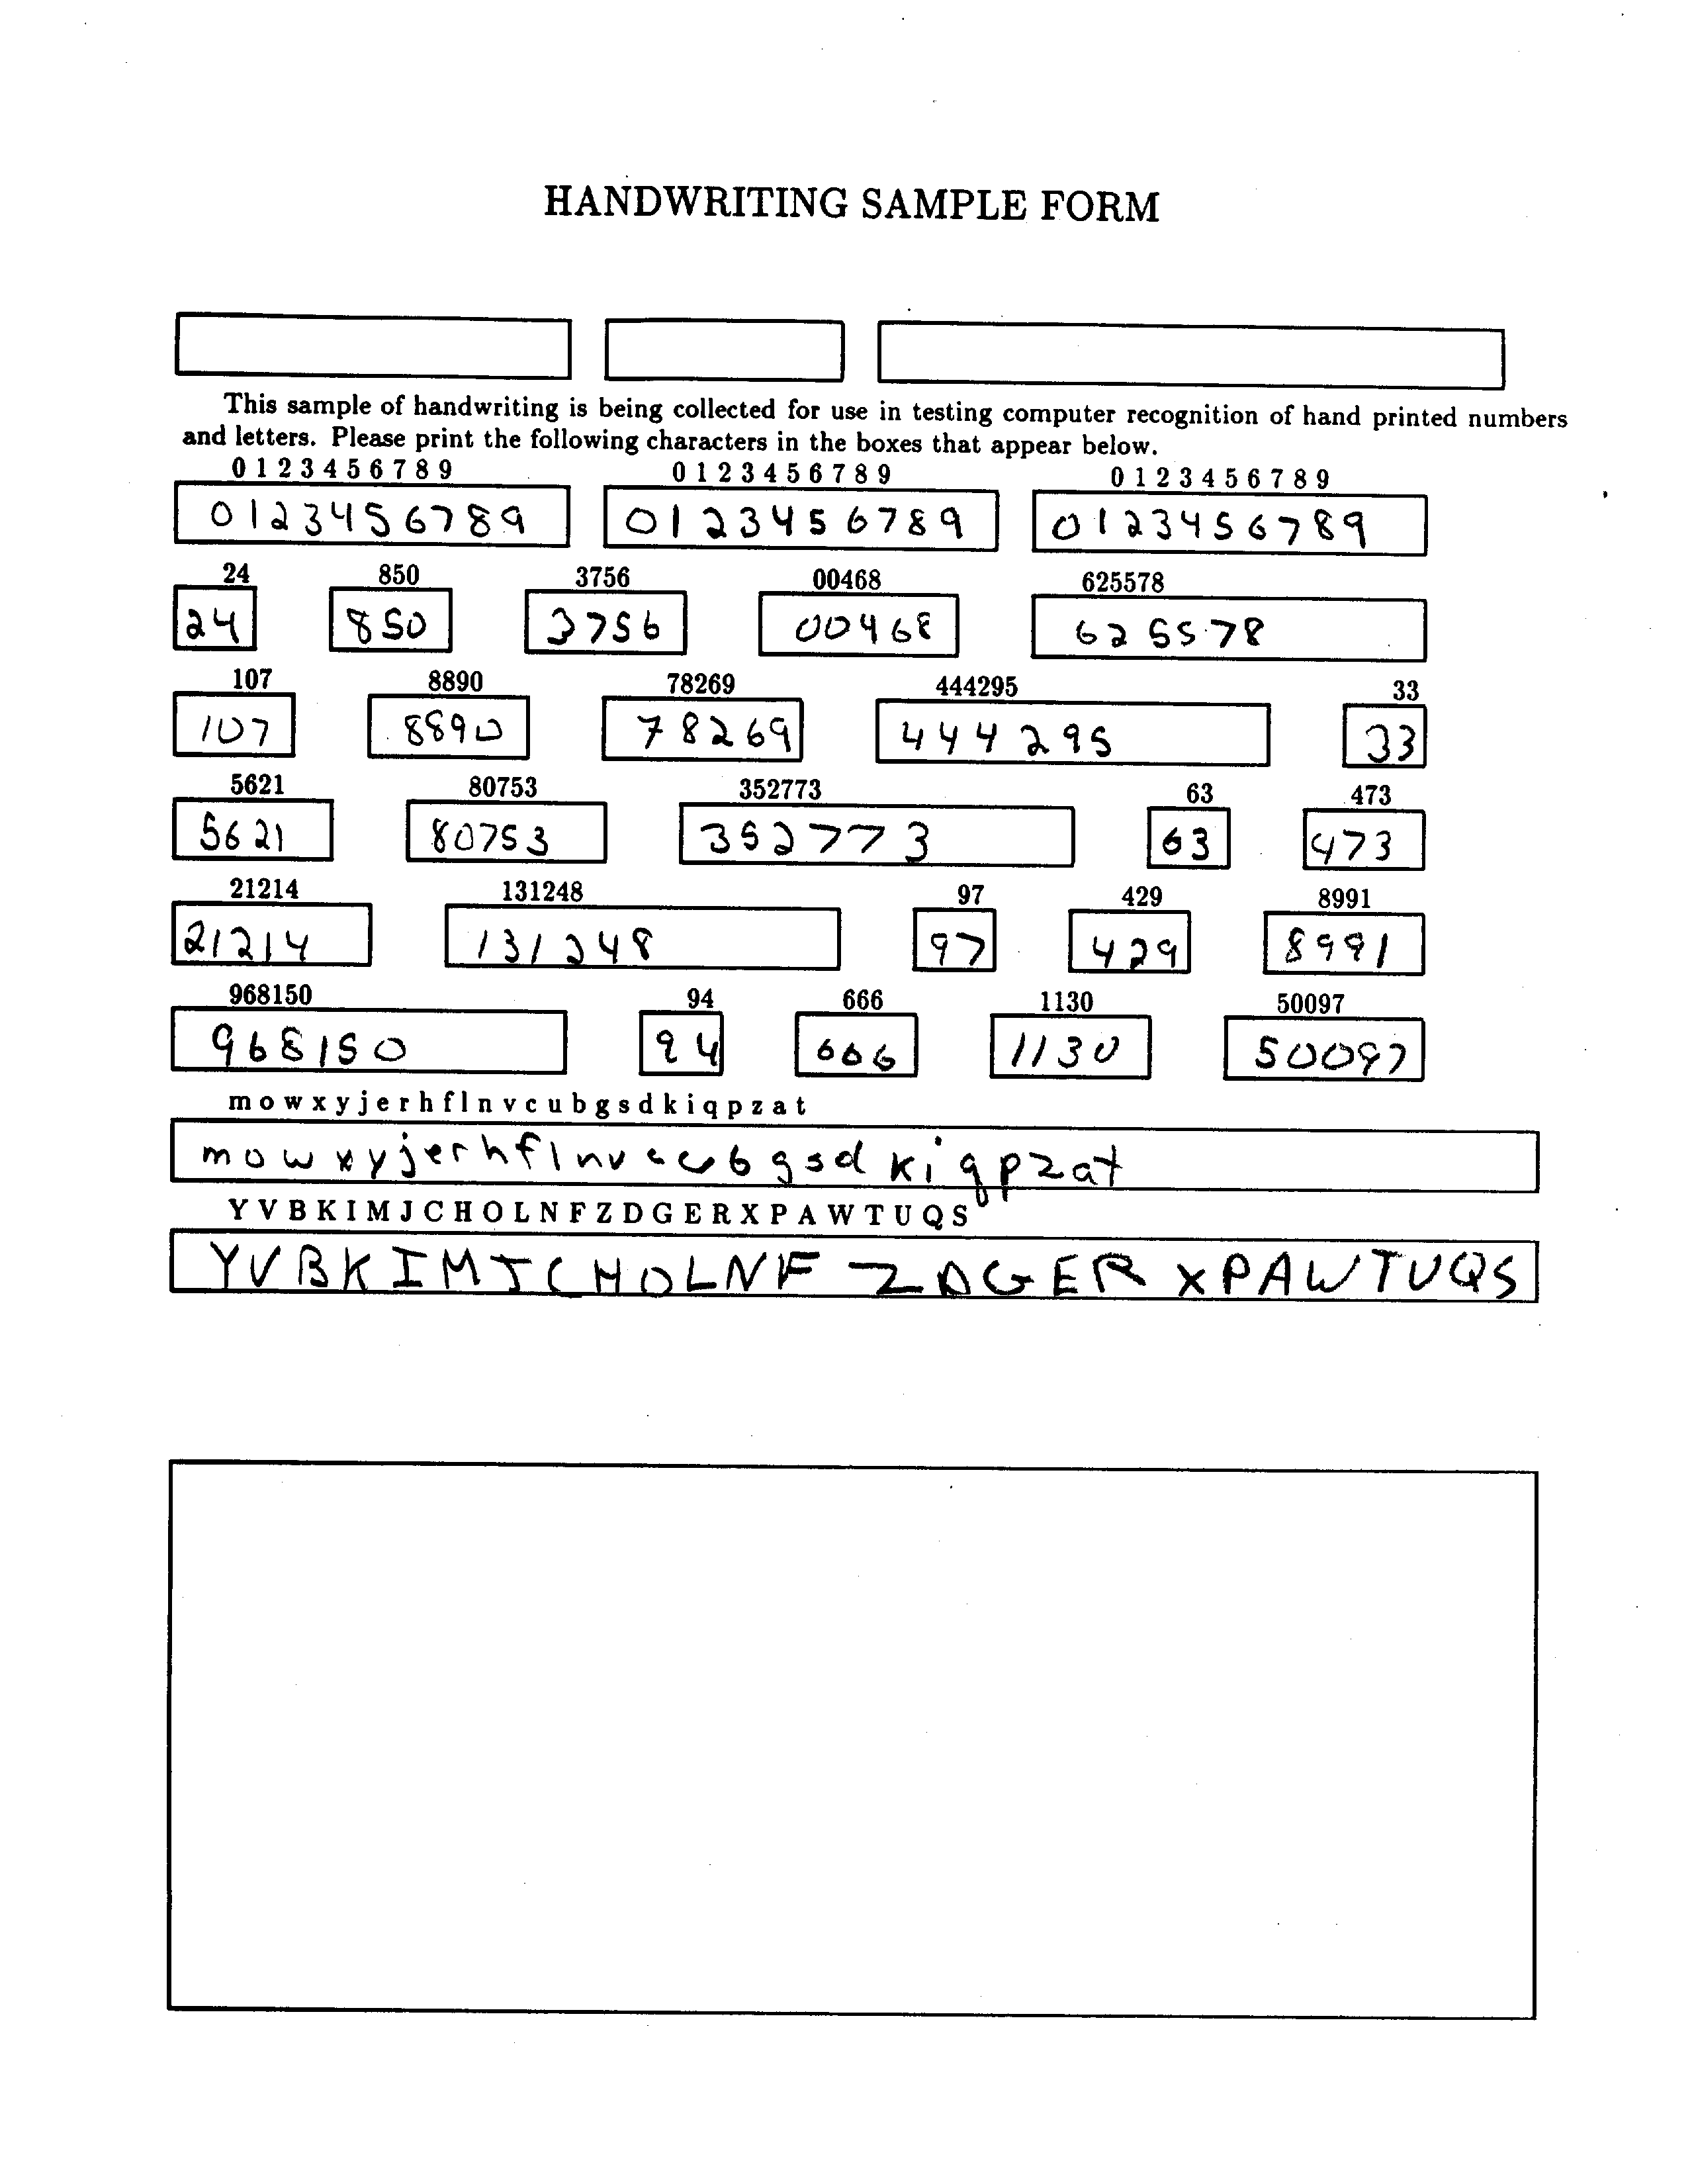 HANDWRITING SAMPLE FORM
This sample of handwriting is being collected for use in testing computer recognition of hand printed numbers
and letters. Please print the following characters in the boxes that appear below.
0 1 2 3 4 5 6 7 8 9 0 1 2 3 4 5 6 7 8 9 0 1 2 3 4 5 6 7 8 9
0123456789 0123456789 0123456789
24 850 3756 00468 625578
24 850 3756 00468 625578
107 8890 78269 444295 33
107 8890 78269 444295 33
5621 80753 352773 63 473
5621 80753 352773 63 473
21214 131248 97 429 8991
21214 131248 97 429 8991
968150 94 666 1130 50097
968150 94 666 1130 50097
m o w x y j e r h f l n v c u b g s d k i q p z a t
m o w x y j e r h f l n v c u b g s d k i q p z a t
Y V B K I M J C H O L N F Z D G E R X P A W T U Q S
Y V B K I M J C H O L N F Z D G E R X P A W T U Q S